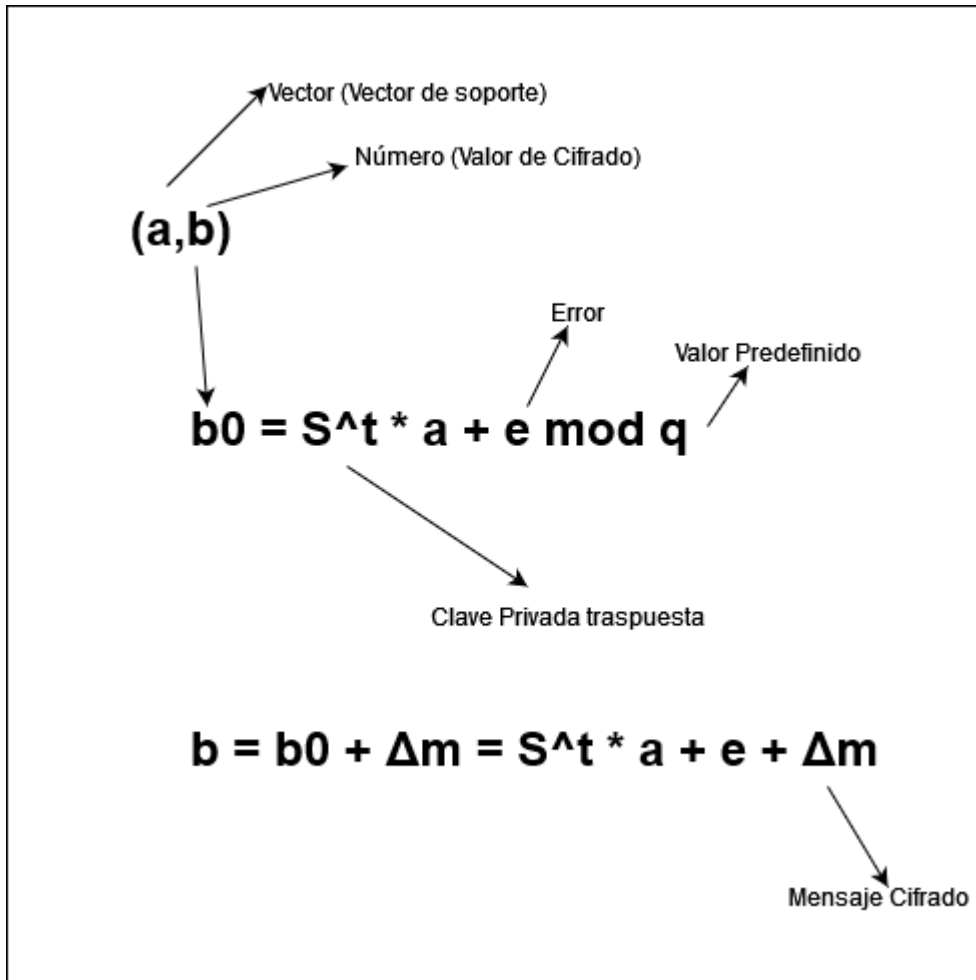 Vector (Vector de soporte)
Número (Valor de Cifrado)
(a,b)
Error
Valor Predefinido
b0 = S^t * a + e mod q
Clave Privada traspuesta
b = b0 + Δm = S^t * a + e + Δm
Mensaje Cifrado